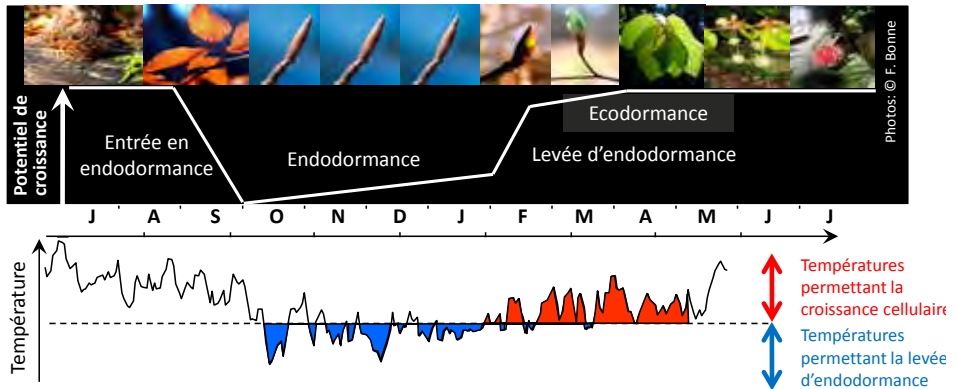 Photos: © F. Bonne
Potentiel de
croissance
Entrée en
endodormance
Endodormance
Ecodormance
Levée d'endodormance
J A S O N D J F M A M J J
Température
Températures
permettant la
croissance cellulaire
Températures
permettant la levée
d'endodormance